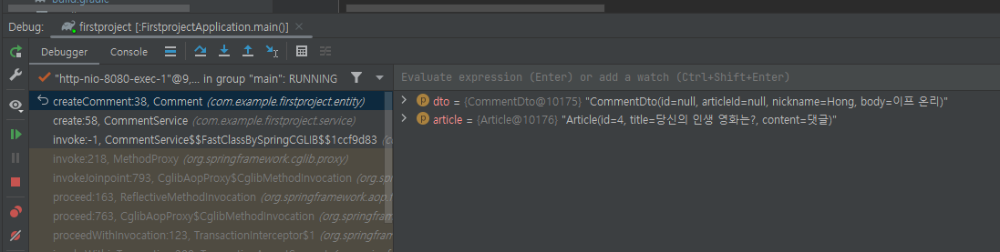 build.gradle
Debug: firstproject [:FirstprojectApplication.main()] ×
Debugger Console
"http-nio-8080-exec-1"@9,... in group "main": RUNNING
Evaluate expression (Enter) or add a watch (Ctrl+Shift+Enter)
createComment:38, Comment (com.example.firstproject.entity)
create:58, CommentService (com.example.firstproject.service)
invoke:-1, CommentService$$FastClassBySpringCGLIB$$1ccf9d83 (c
invoke:218, MethodProxy (org.springframework.cglib.proxy)
invokeJoinpoint:793, CglibAopProxy$CglibMethodInvocation (org.springfram
proceed:163, ReflectiveMethodInvocation (org.springframework.aop.f
proceed:763, CglibAopProxy$CglibMethodInvocation (org.springfram
proceedWithInvocation:123, TransactionInterceptor$1 (org.springfra
dto = {CommentDto@10175} "CommentDto(id=null, articleId=null, nickname=Hong, body=이프 온리)"
article = {Article@10176} "Article(id=4, title=당신의 인생 영화는?, content=댓글)"